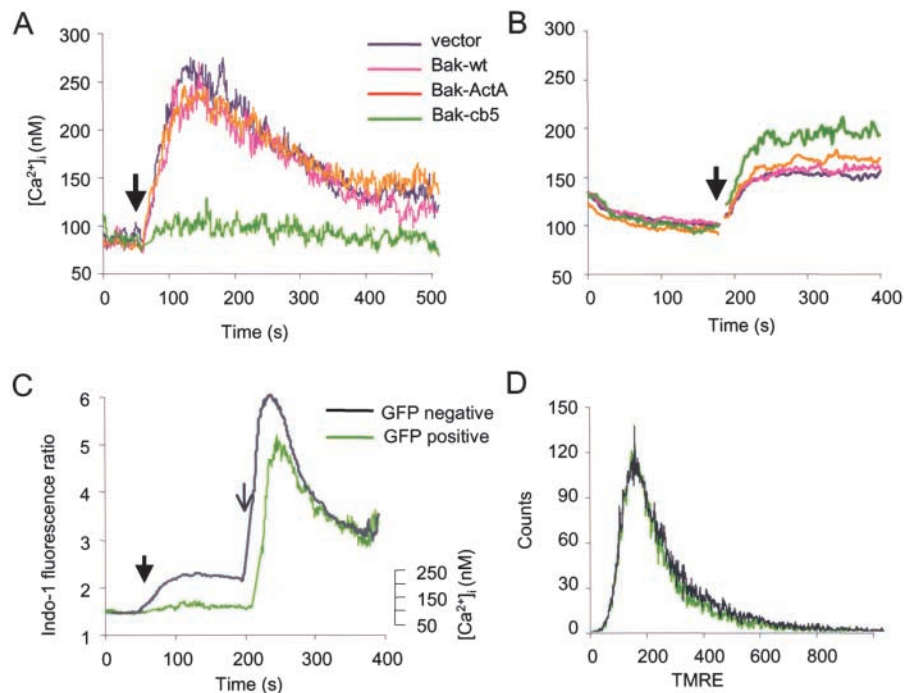 A
300
250
200
150
100
50
[Ca²⁺]ᵢ (nM)
0 100 200 300 400 500
Time (s)
vector
Bak-wt
Bak-ActA
Bak-cb5
B
300
250
200
150
100
50
0 100 200 300 400
Time (s)
C
6
5
4
3
2
1
Indo-1 fluorescence ratio
GFP negative
GFP positive
250
150
50
[Ca²⁺]ᵢ (nM)
0 100 200 300 400
Time (s)
D
150
120
90
60
30
0
Counts
0 200 400 600 800
TMRE